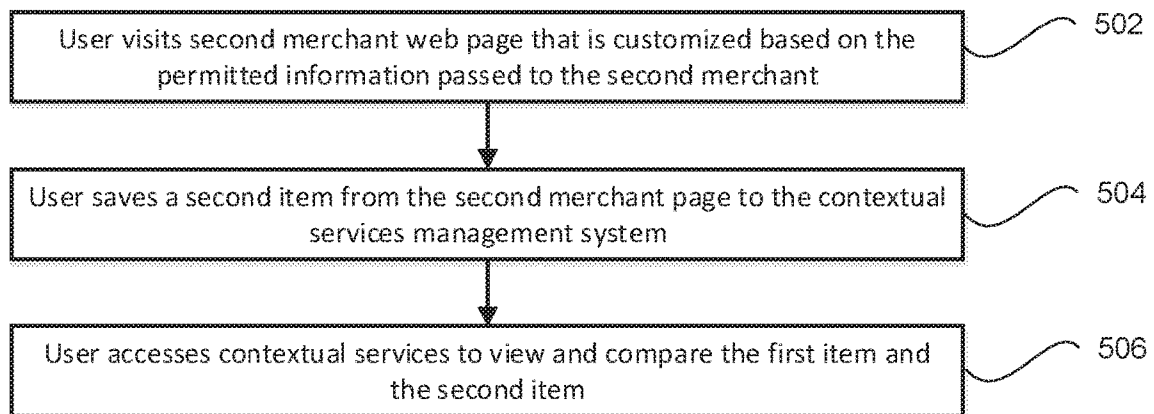 User visits second merchant web page that is customized based on the
permitted information passed to the second merchant
502
User saves a second item from the second merchant page to the contextual
services management system
504
User accesses contextual services to view and compare the first item and
the second item
506